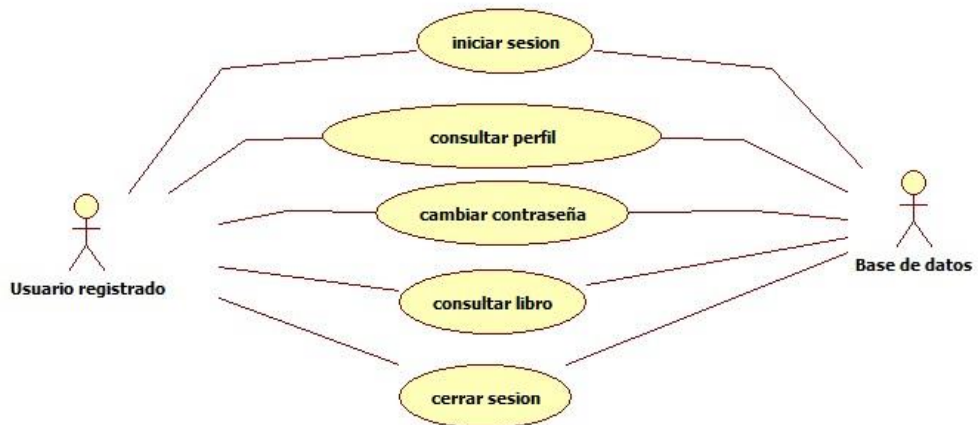 iniciar sesion
consultar perfil
cambiar contraseña
Usuario registrado
Base de datos
consultar libro
cerrar sesion